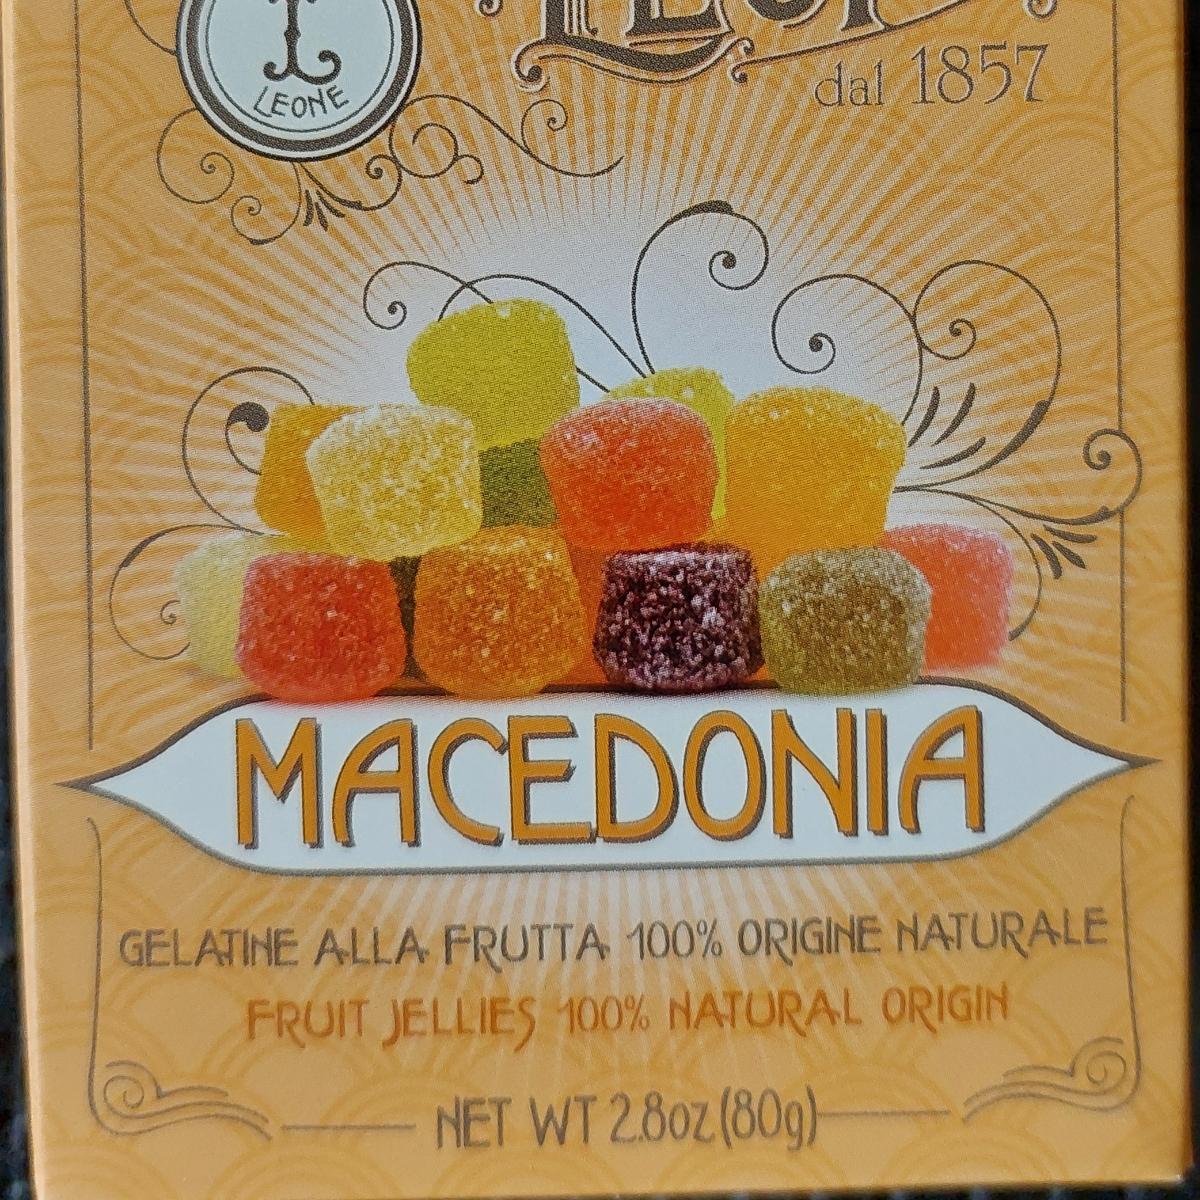 LEONE
dal 1857
MACEDONIA
GELATINE ALLA FRUTTA 100% ORIGINE NATURALE
FRUIT JELLIES 100% NATURAL ORIGIN
NET WT 2.8oz (80g)